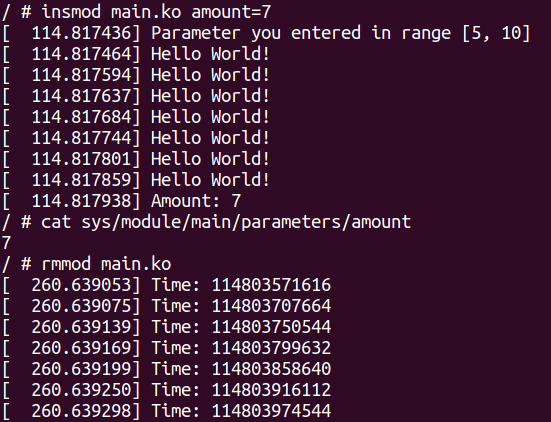 / # insmod main.ko amount=7
[  114.817436] Parameter you entered in range [5, 10]
[  114.817464] Hello World!
[  114.817594] Hello World!
[  114.817637] Hello World!
[  114.817684] Hello World!
[  114.817744] Hello World!
[  114.817801] Hello World!
[  114.817859] Hello World!
[  114.817938] Amount: 7
/ # cat sys/module/main/parameters/amount
7
/ # rmmod main.ko
[  260.639053] Time: 114803571616
[  260.639075] Time: 114803707664
[  260.639139] Time: 114803750544
[  260.639169] Time: 114803799632
[  260.639199] Time: 114803858640
[  260.639250] Time: 114803916112
[  260.639298] Time: 114803974544